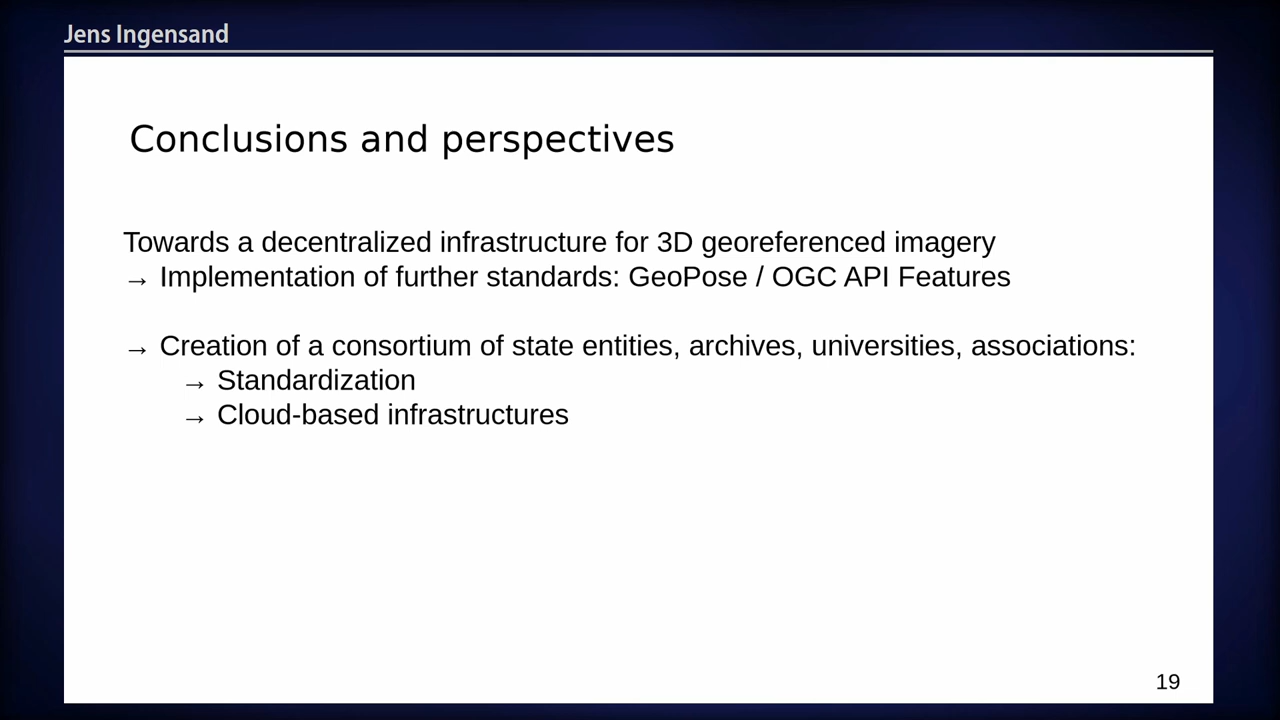 Jens Ingensand
Conclusions and perspectives
Towards a decentralized infrastructure for 3D georeferenced imagery
→ Implementation of further standards: GeoPose / OGC API Features
→ Creation of a consortium of state entities, archives, universities, associations:
→ Standardization
→ Cloud-based infrastructures
19